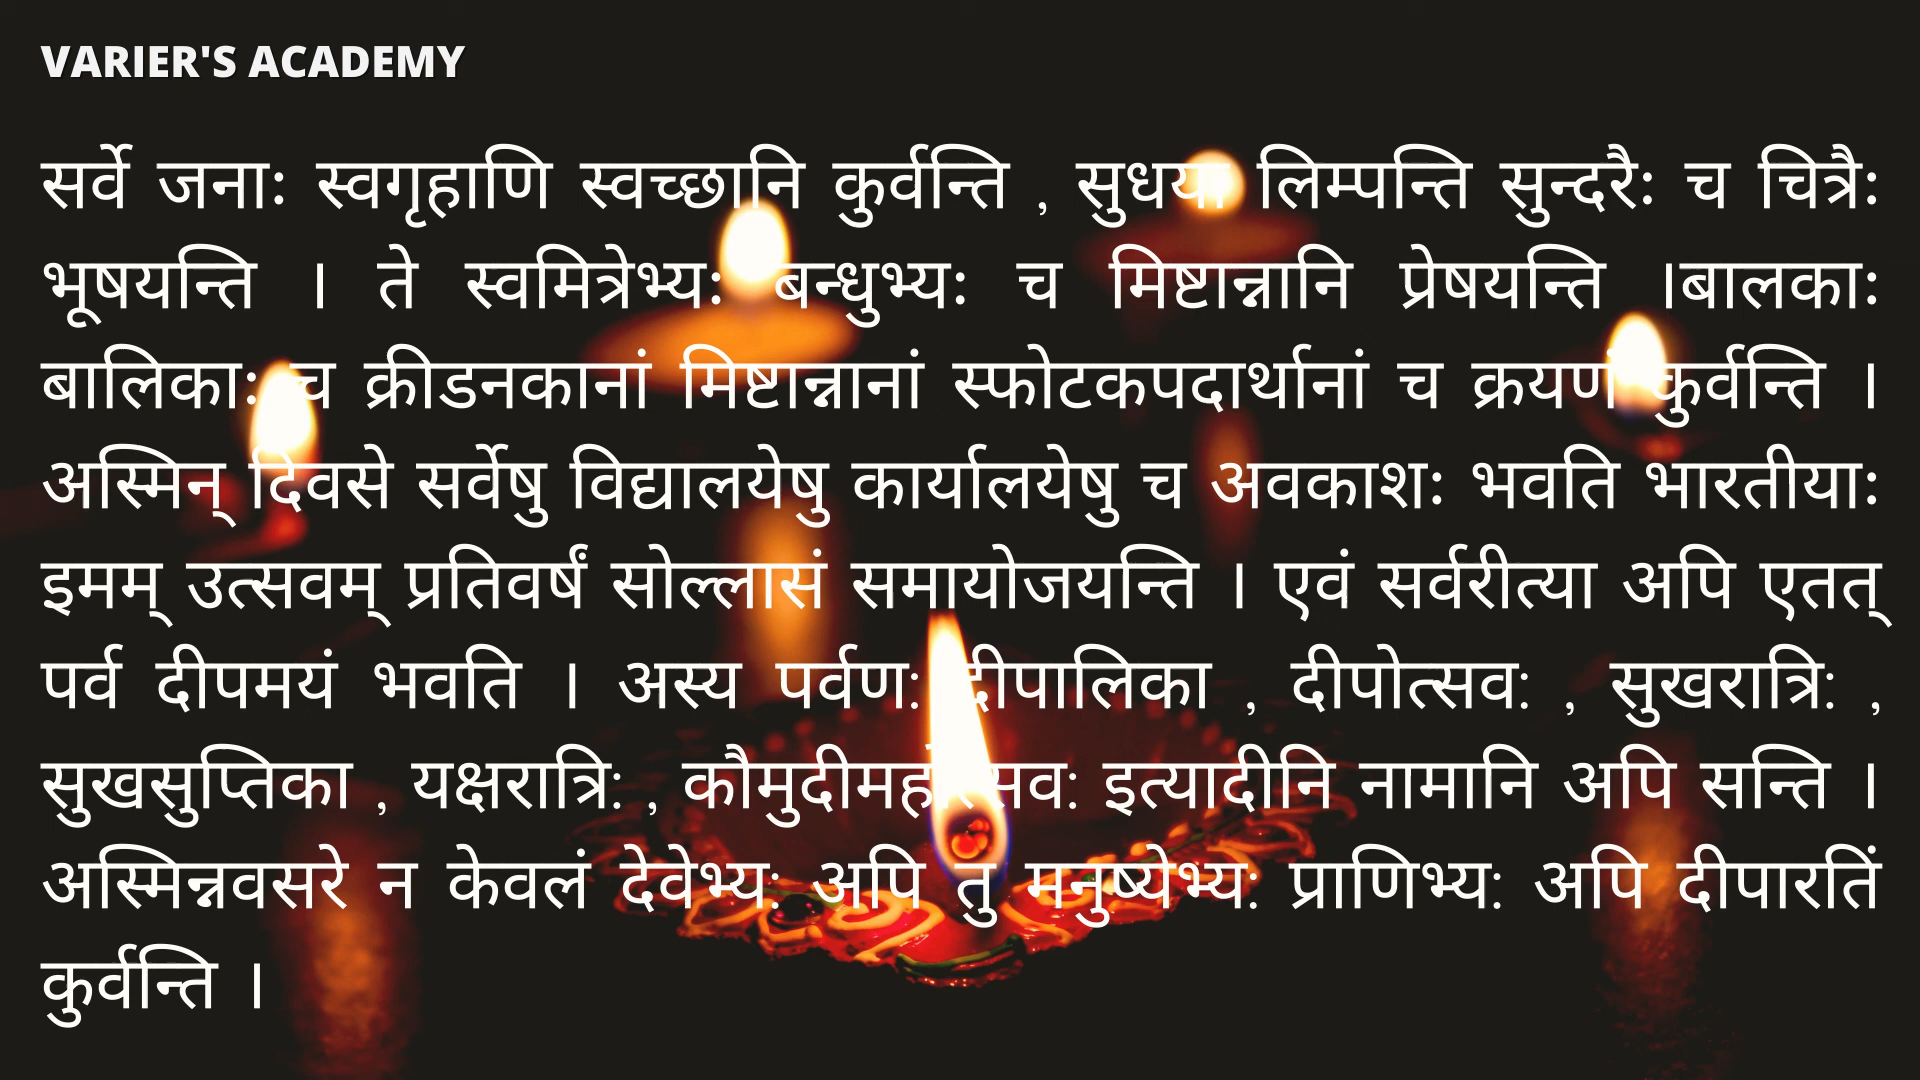 VARIER'S ACADEMY
सर्वे जनाः स्वगृहाणि स्वच्छानि कुर्वन्ति , सुधया लिम्पन्ति सुन्दरैः च चित्रैः
भूषयन्ति । ते स्वमित्रेभ्यः बन्धुभ्यः च मिष्टान्नानि प्रेषयन्ति ।बालकाः
बालिकाः च क्रीडनकानां मिष्टान्नानां स्फोटकपदार्थानां च क्रयणं कुर्वन्ति ।
अस्मिन् दिवसे सर्वेषु विद्यालयेषु कार्यालयेषु च अवकाशः भवति भारतीयाः
इमम् उत्सवम् प्रतिवर्षं सोल्लासं समायोजयन्ति । एवं सर्वरीत्या अपि एतत्
पर्व दीपमयं भवति । अस्य पर्वण: दीपालिका , दीपोत्सव: , सुखरात्रि: ,
सुखसुप्तिका , यक्षरात्रि: , कौमुदीमहोत्सव: इत्यादीनि नामानि अपि सन्ति ।
अस्मिन्नवसरे न केवलं देवेभ्य: अपि तु मनुष्येभ्य: प्राणिभ्य: अपि दीपारतिं
कुर्वन्ति ।